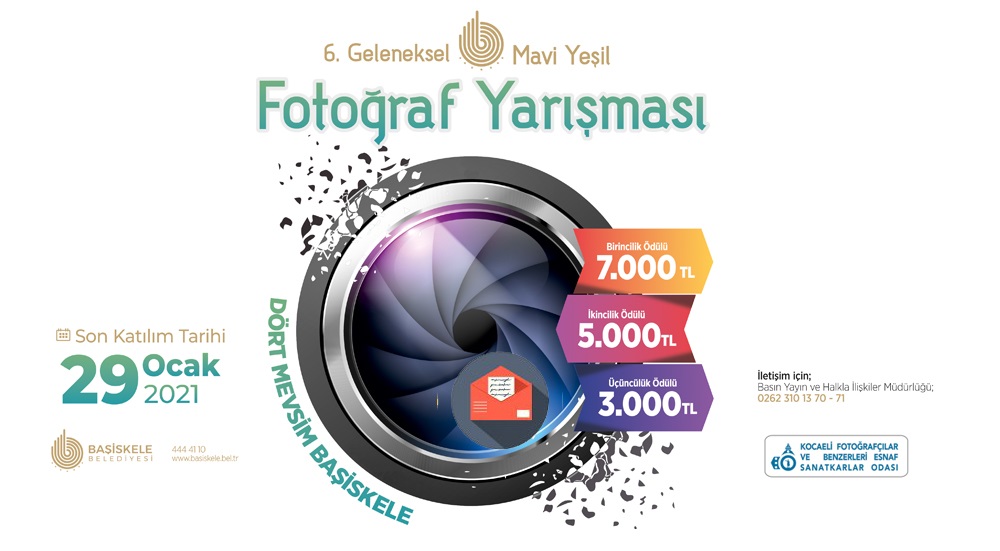 6. Geleneksel Mavi Yeşil
Fotoğraf Yarışması
Birincilik Ödülü
7.000 TL
İkincilik Ödülü
5.000 TL
Üçüncülük Ödülü
3.000 TL
DÖRT MEVSİM BAŞİSKELE
Son Katılım Tarihi
29 Ocak
2021
BAŞİSKELE
BELEDİYESİ
444 41 10
www.basiskele.bel.tr
İletişim için;
Basın Yayın ve Halkla İlişkiler Müdürlüğü;
0262 310 13 70 - 71
KOCAELİ FOTOĞRAFÇILAR
VE BENZERLERİ ESNAF
SANATKARLAR ODASI